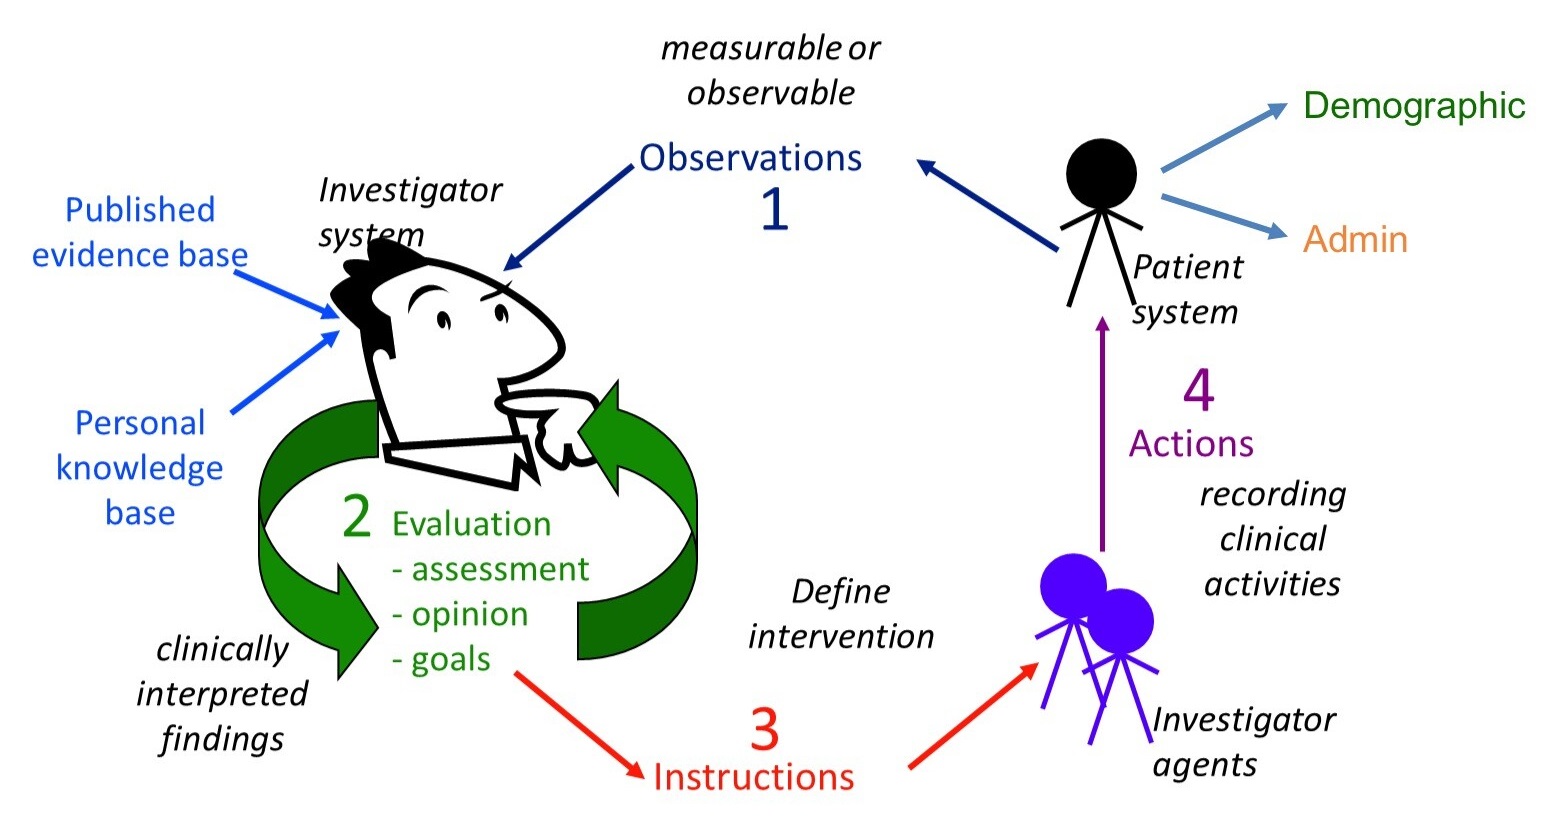 measurable or
observable
Observations
1
Demographic
Admin
Patient
system
Investigator
system
Published
evidence base
Personal
knowledge
base
2 Evaluation
- assessment
- opinion
- goals
clinically
interpreted
findings
Define
intervention
3
Instructions
4
Actions
recording
clinical
activities
Investigator
agents